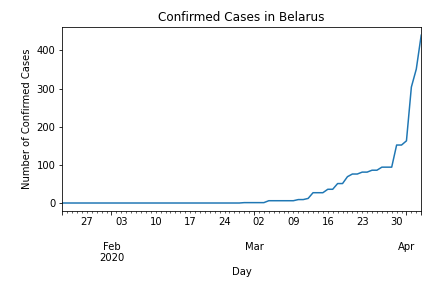 Confirmed Cases in Belarus
Number of Confirmed Cases
400
300
200
100
0
27 03 10 17 24 02 09 16 23 30
Feb Mar Apr
2020
Day